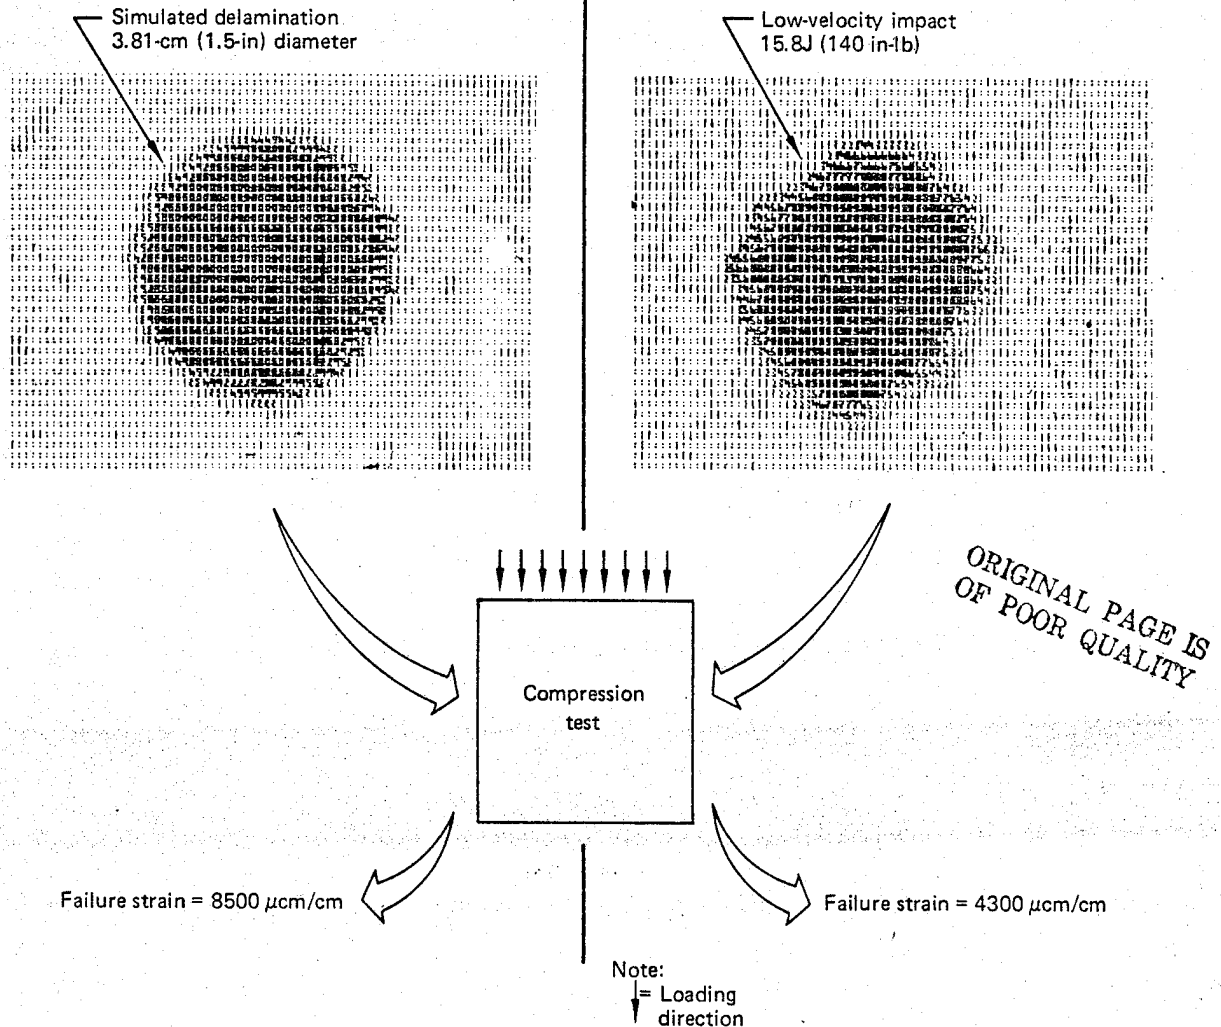 Simulated delamination
3.81-cm (1.5-in) diameter
Low-velocity impact
15.8J (140 in-lb)
ORIGINAL PAGE IS
OF POOR QUALITY
Compression
test
Failure strain = 8500 μcm/cm
Failure strain = 4300 μcm/cm
Note:
= Loading
direction